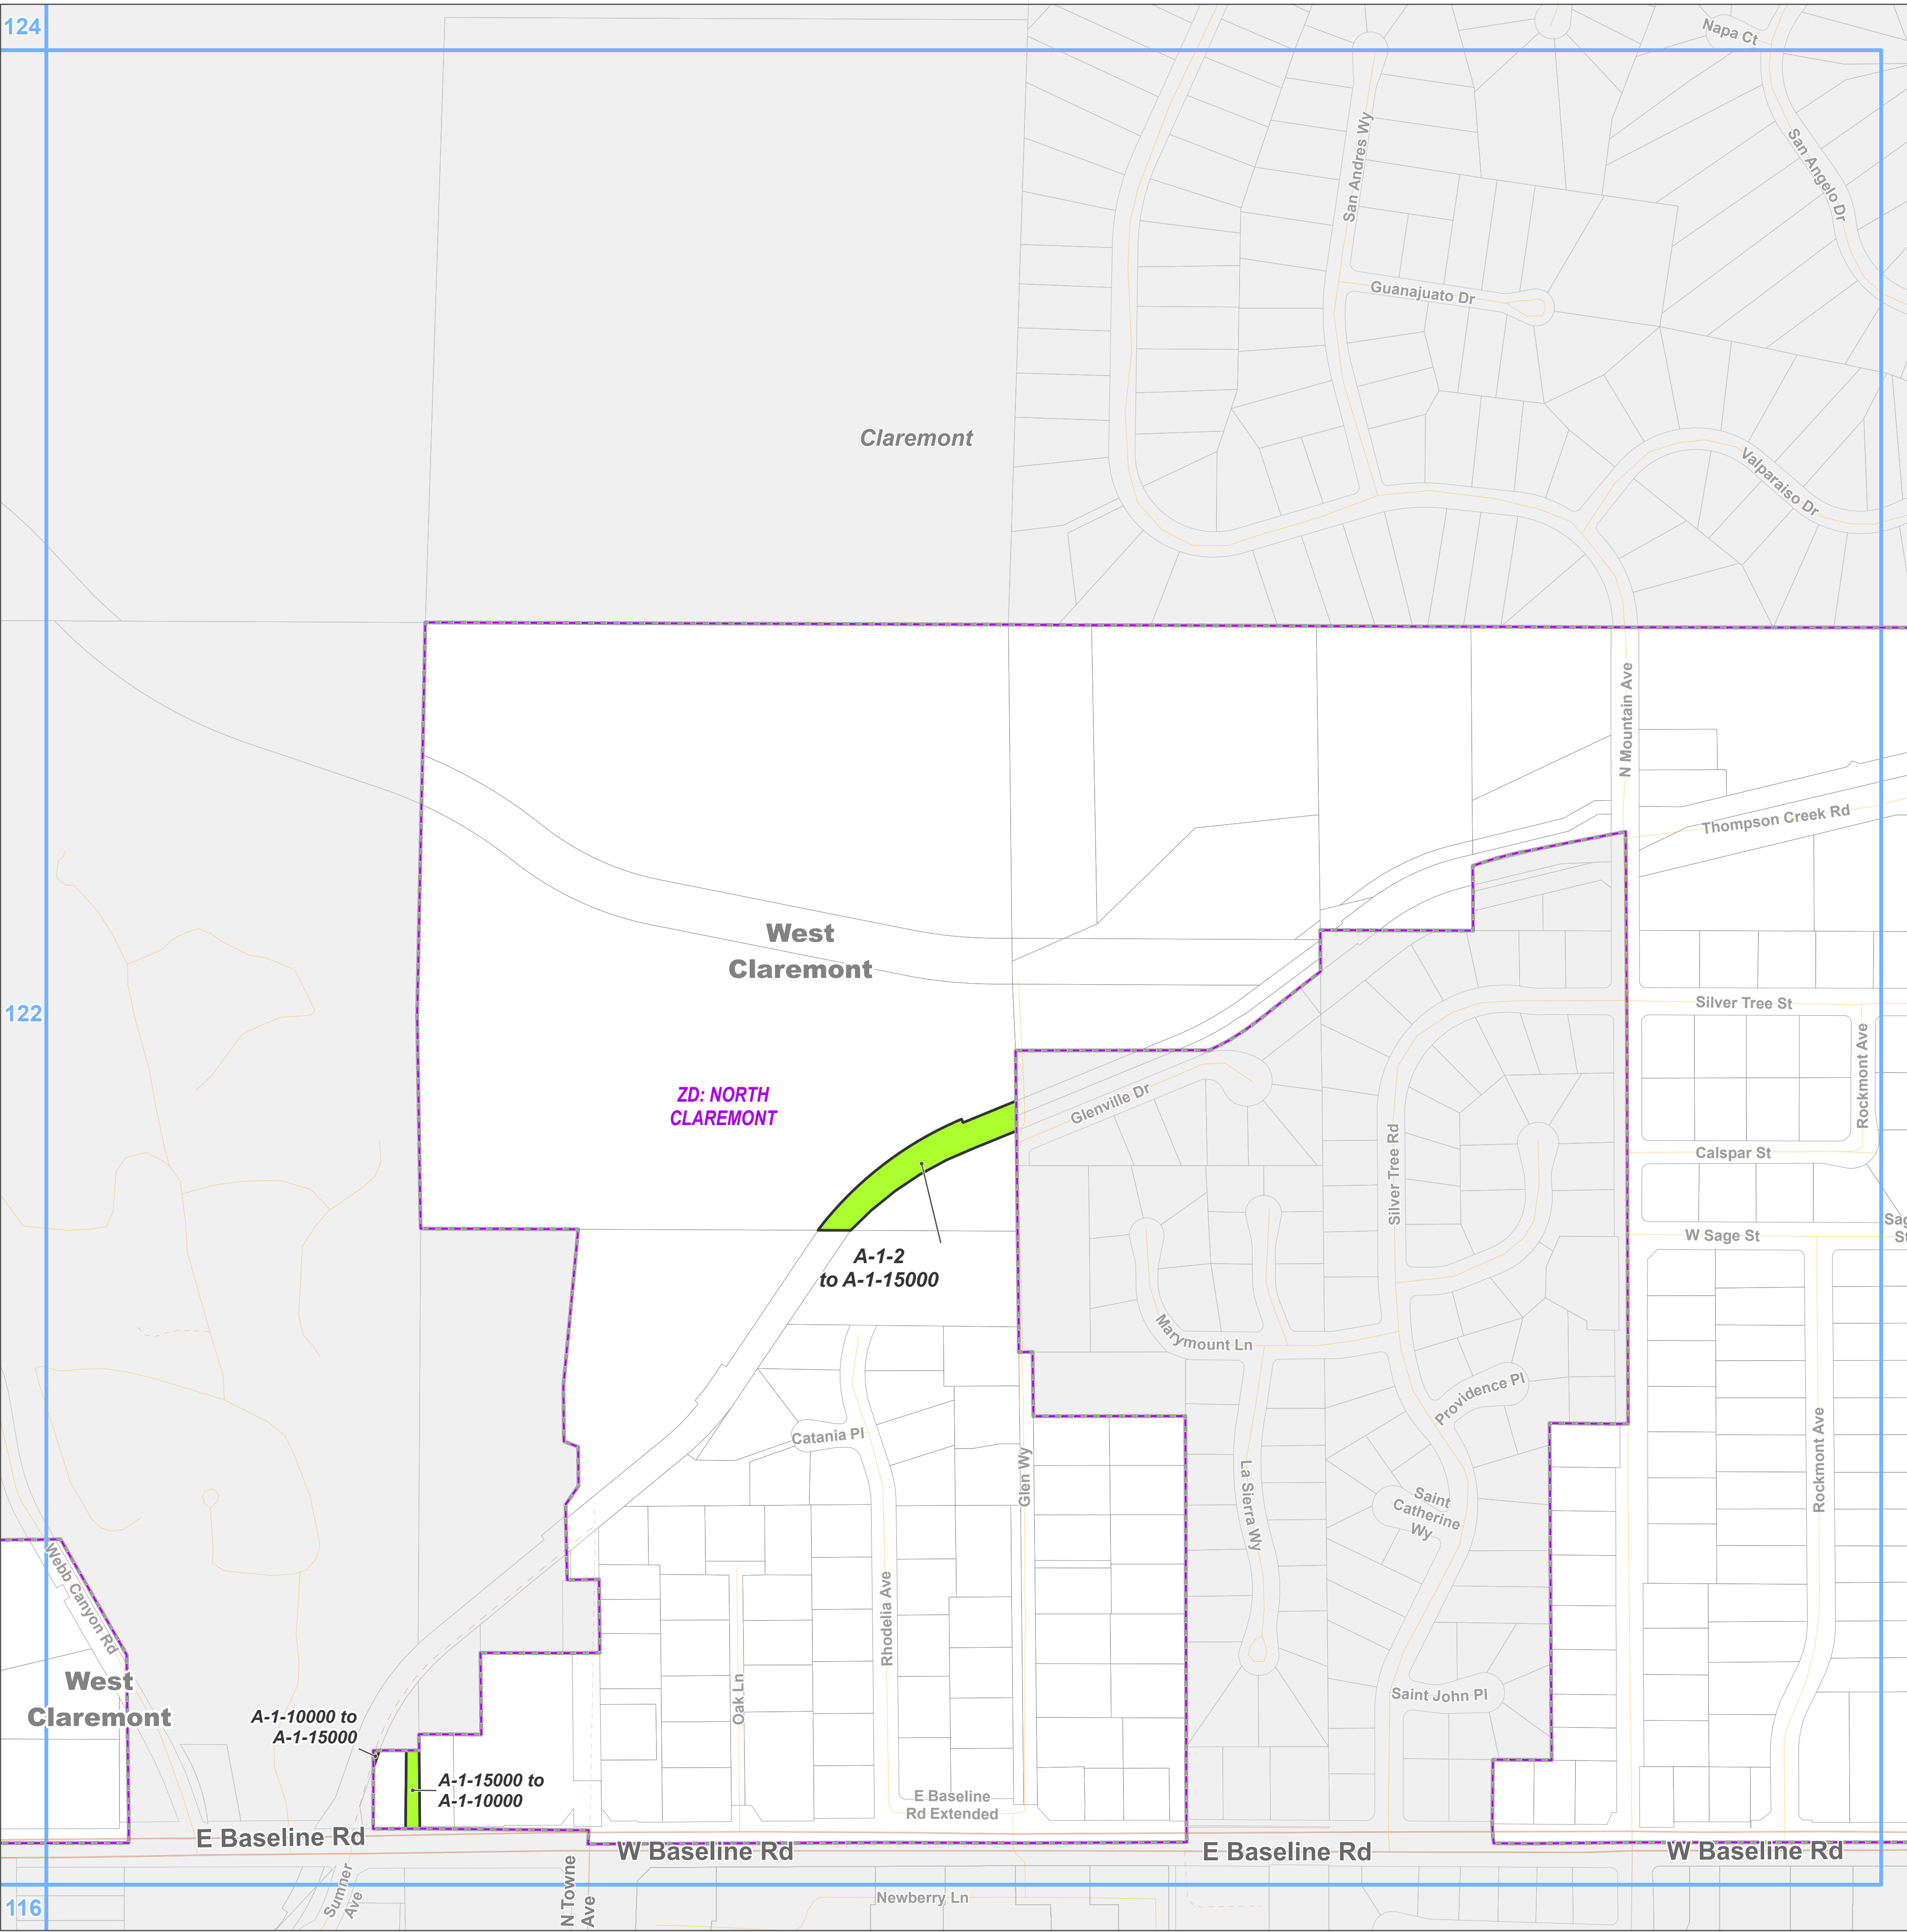 124
Napa Ct
San Andres Wy
San Angelo Dr
Guanajuato Dr
Claremont
Valparaiso Dr
N Mountain Ave
Thompson Creek Rd
West
Claremont
Silver Tree St
122
Rockmont Ave
ZD: NORTH
CLAREMONT
Glenville Dr
Silver Tree Rd
Calspar St
W Sage St
Sag
St
A-1-2
to A-1-15000
Marymount Ln
Providence Pl
Catania Pl
Glen Wy
La Sierra Wy
Saint
Catherine
Wy
Rockmont Ave
Webb Canyon Rd
Rhodelia Ave
Oak Ln
West
Claremont
Saint John Pl
A-1-10000 to
A-1-15000
A-1-15000 to
A-1-10000
E Baseline
Rd Extended
E Baseline Rd
W Baseline Rd
E Baseline Rd
W Baseline Rd
Sumner
Ave
N Towne
Ave
Newberry Ln
116